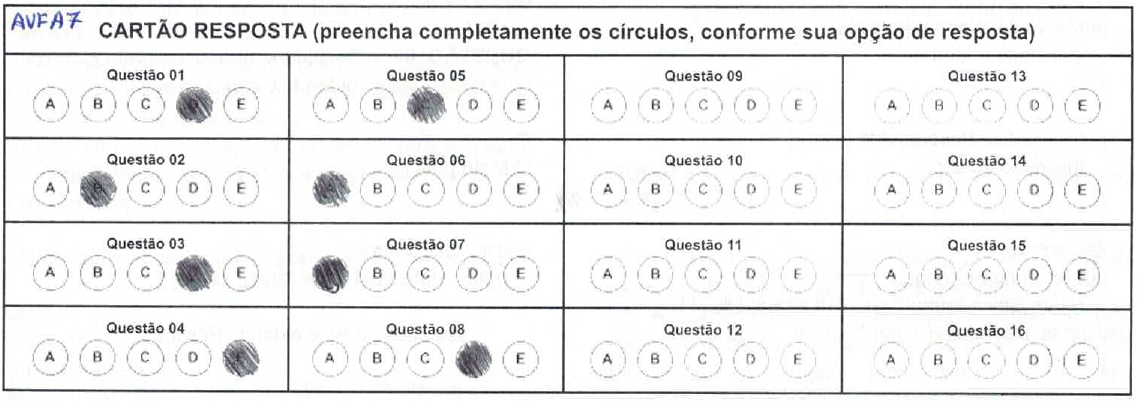 AVFA7
CARTÃO RESPOSTA (preencha completamente os círculos, conforme sua opção de resposta)
Questão 01 Questão 05 Questão 09 Questão 13
A B C E A B D E A B C D E A B C D E
Questão 02 Questão 06 Questão 10 Questão 14
A C D E B C D E A B C D E A B C D E
Questão 03 Questão 07 Questão 11 Questão 15
A B C E B C D E A B C D E A B C D E
Questão 04 Questão 08 Questão 12 Questão 16
A B C D A B C E A B C D E A B C D E